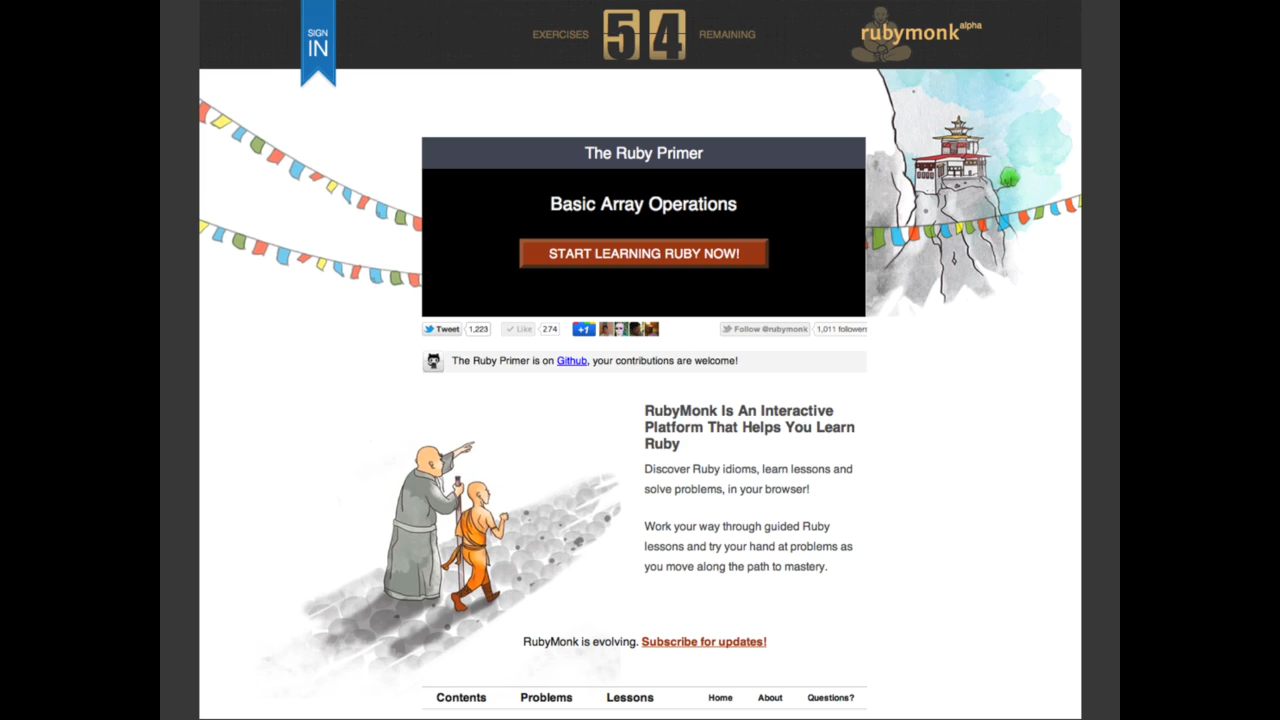 SIGN
IN
EXERCISES 54 REMAINING
rubymonk alpha
The Ruby Primer
Basic Array Operations
START LEARNING RUBY NOW!
Tweet 1,223 Like 274 +1 Follow @rubymonk 1,011 followers
The Ruby Primer is on Github, your contributions are welcome!
RubyMonk Is An Interactive
Platform That Helps You Learn
Ruby
Discover Ruby idioms, learn lessons and
solve problems, in your browser!
Work your way through guided Ruby
lessons and try your hand at problems as
you move along the path to mastery.
RubyMonk is evolving. Subscribe for updates!
Contents Problems Lessons Home About Questions?